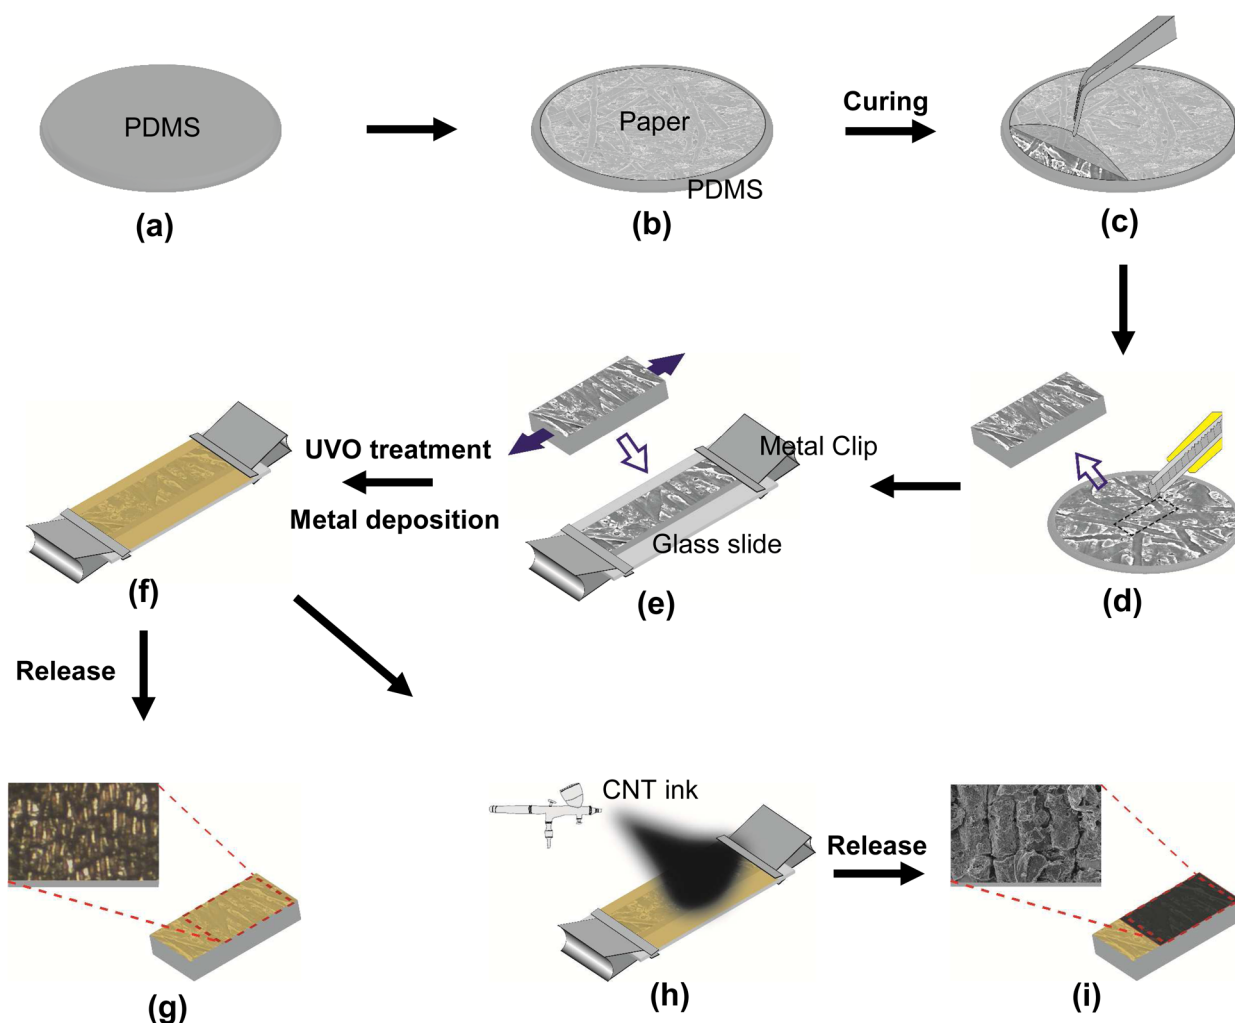 PDMS
(a)
Paper
PDMS
(b)
Curing
(c)
(d)
Metal Clip
Glass slide
(e)
UVO treatment
Metal deposition
(f)
Release
(g)
CNT ink
(h)
Release
(i)